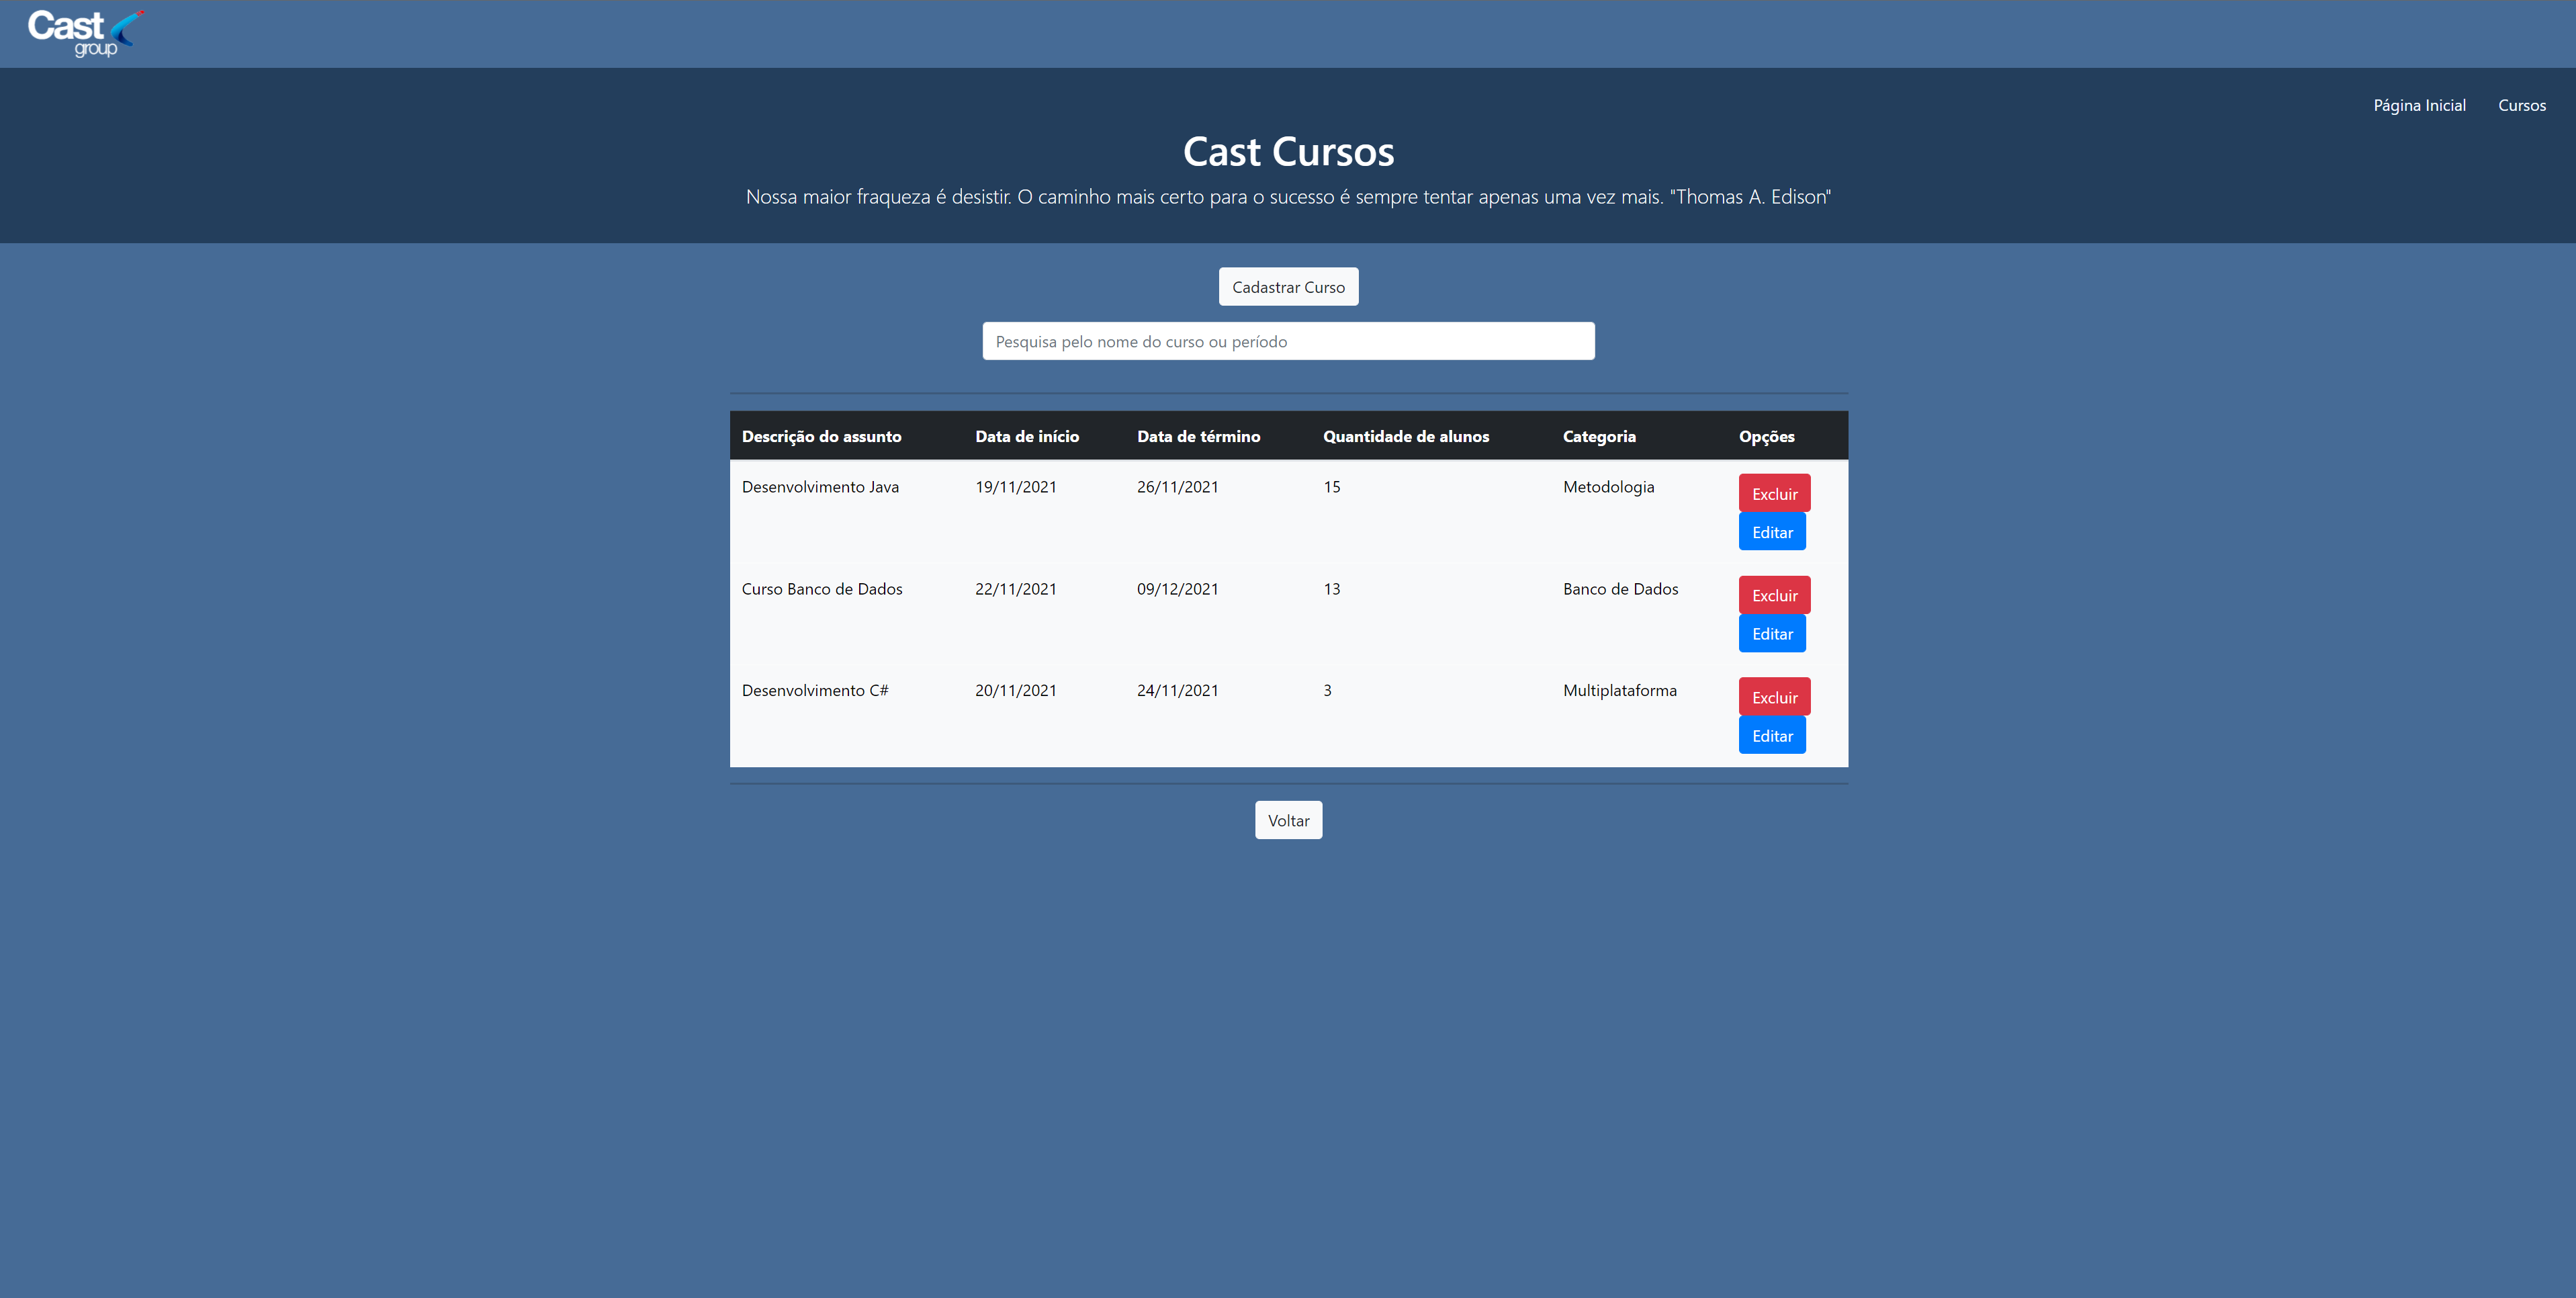 Cast
group
Página Inicial Cursos
Cast Cursos
Nossa maior fraqueza é desistir. O caminho mais certo para o sucesso é sempre tentar apenas uma vez mais. "Thomas A. Edison"
Cadastrar Curso
Pesquisa pelo nome do curso ou período
Descrição do assunto Data de início Data de término Quantidade de alunos Categoria Opções
Desenvolvimento Java 19/11/2021 26/11/2021 15 Metodologia Excluir
Editar
Curso Banco de Dados 22/11/2021 09/12/2021 13 Banco de Dados Excluir
Editar
Desenvolvimento C# 20/11/2021 24/11/2021 3 Multiplataforma Excluir
Editar
Voltar